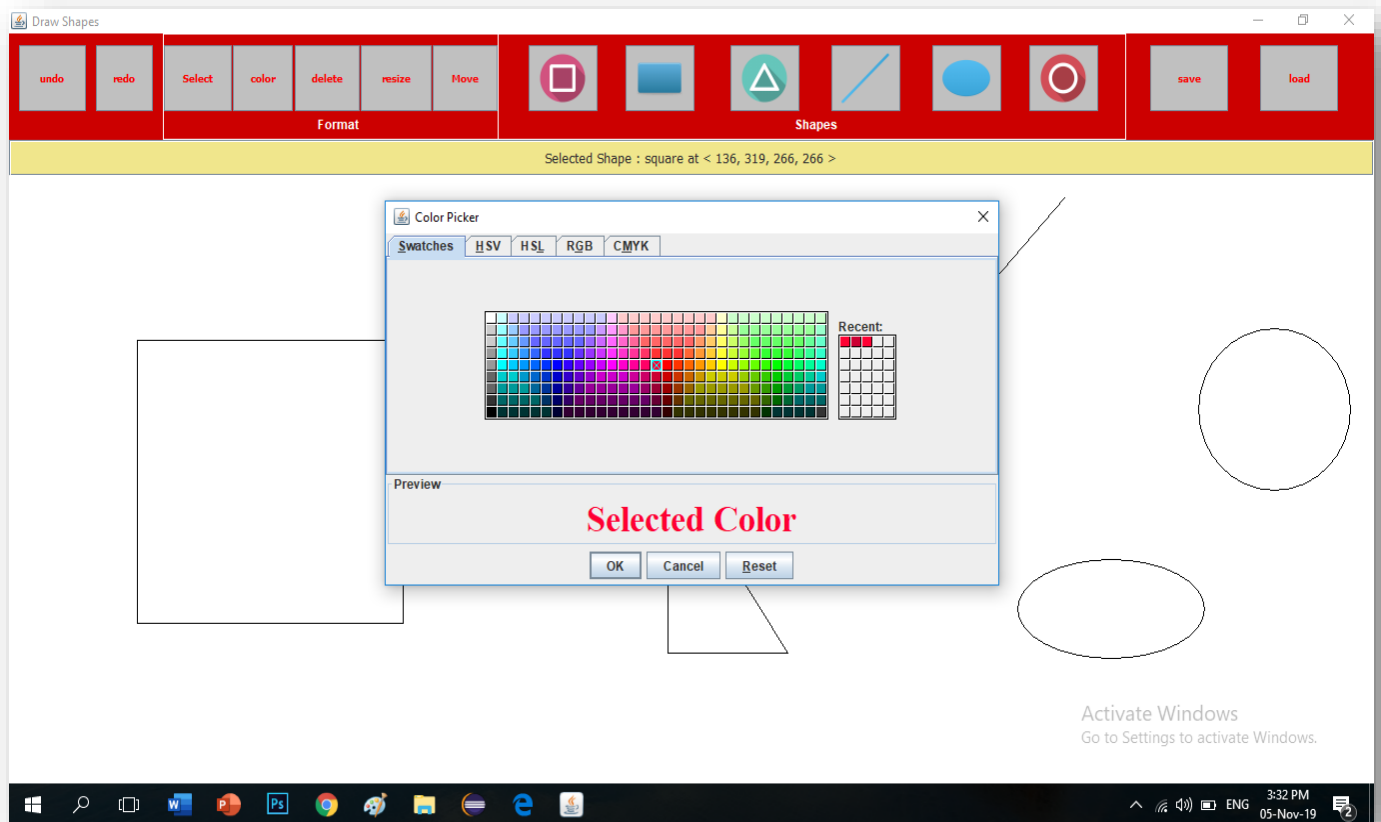 Draw Shapes
undo redo Select color delete resize Move save load
Format Shapes
Selected Shape : square at < 136, 319, 266, 266 >
Color Picker
Swatches HSV HSL RGB CMYK
Recent:
Preview
Selected Color
OK Cancel Reset
Activate Windows
Go to Settings to activate Windows.
W P Ps ENG 3:32 PM
05-Nov-19 2